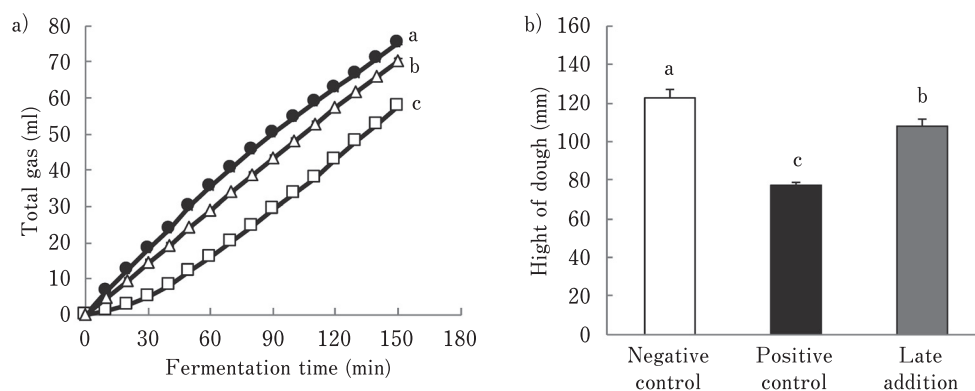 a)
80
70
60
50
40
30
20
10
0
Total gas (ml)
a
b
c
0 30 60 90 120 150 180
Fermentation time (min)
b)
160
140
120
100
80
60
40
20
0
Hight of dough (mm)
a
c
b
Negative control
Positive control
Late addition